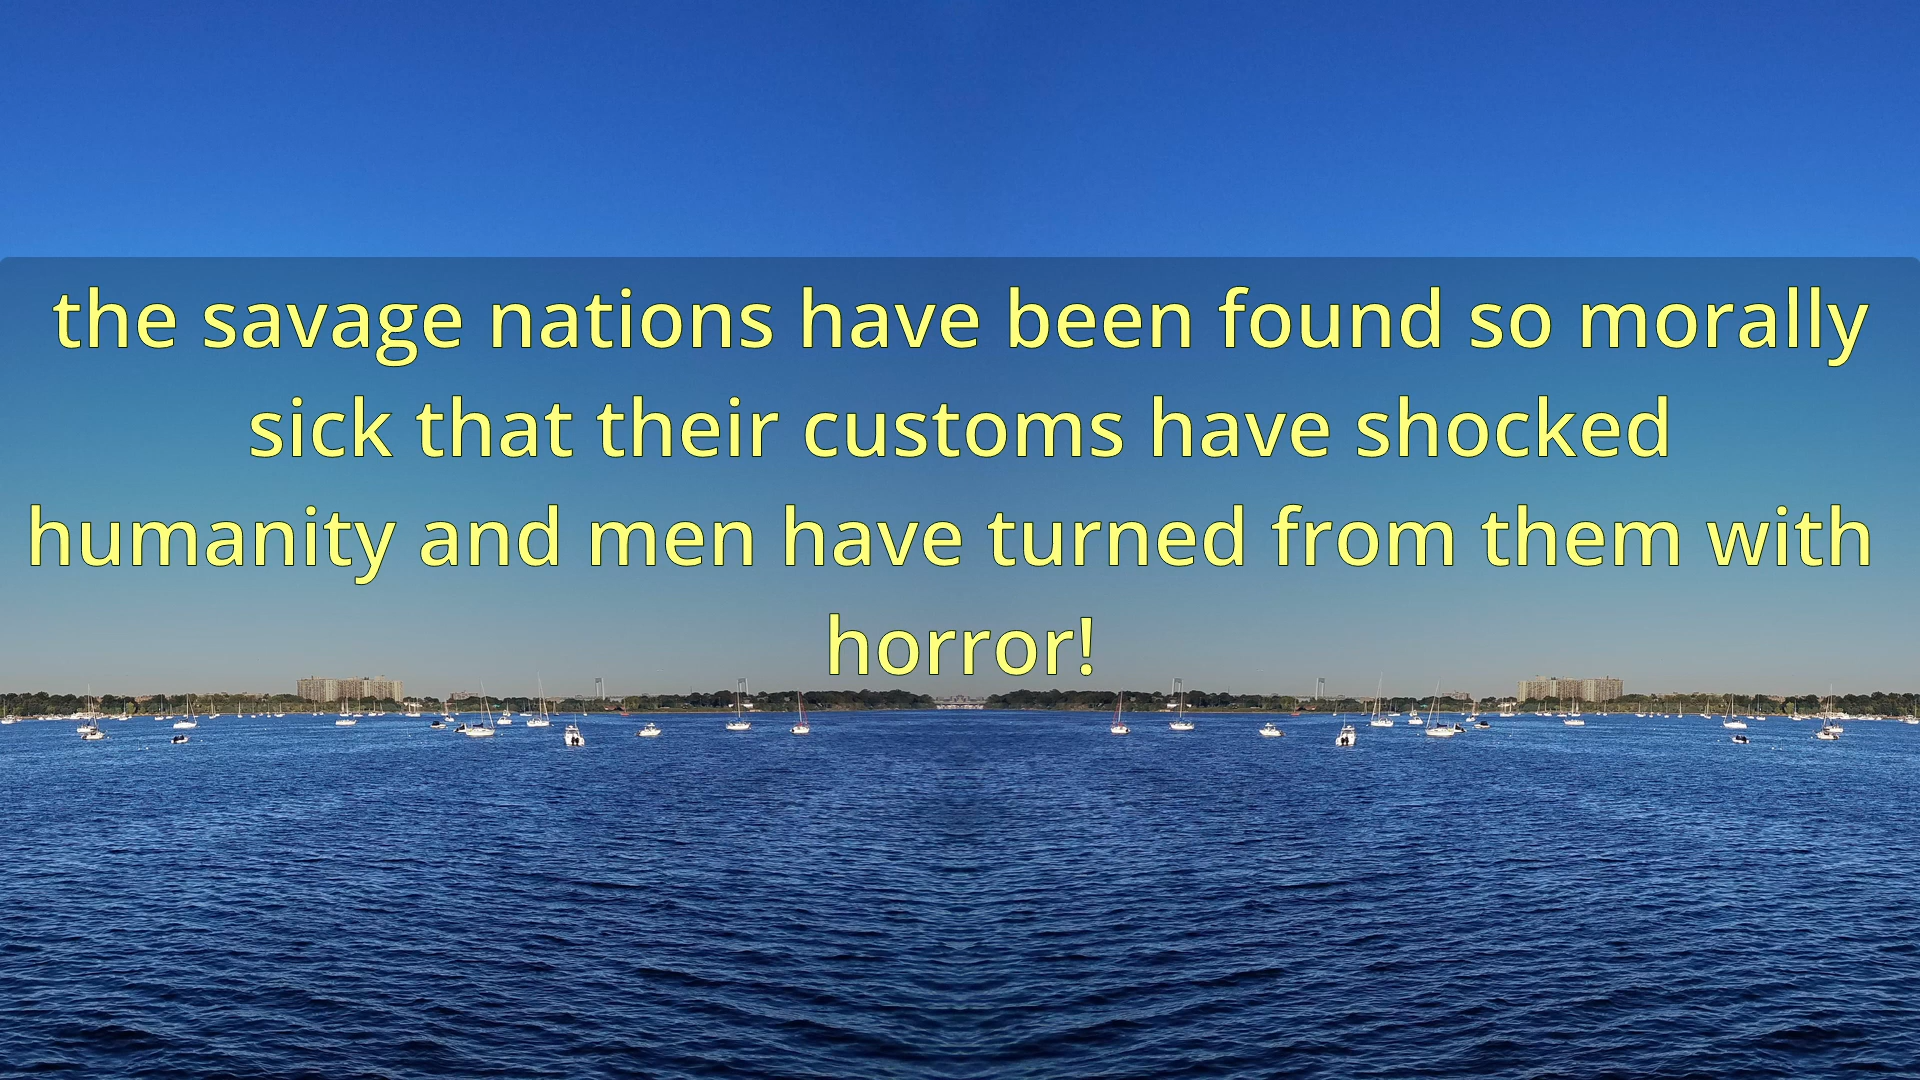 the savage nations have been found so morally
sick that their customs have shocked
humanity and men have turned from them with
horror!